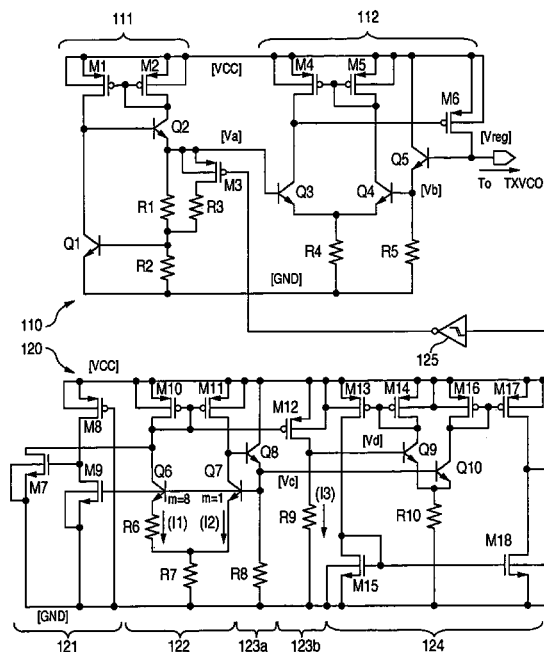 111
112
M1
M2
[VCC]
M4
M5
M6
Q2
[Va]
[Vreg]
Q5
M3
To TXVCO
Q3
Q4
[Vb]
R1
R3
Q1
R2
R4
R5
[GND]
110
125
120
[VCC]
M10
M11
M13
M14
M16
M17
M8
M12
Q8
[Vd]
Q9
M7
M9
Q6
Q7
[Vc]
Q10
m=8
m=1
R6
(I1)
(I2)
R9
(I3)
R10
R7
R8
M15
M18
[GND]
121
122
123a
123b
124